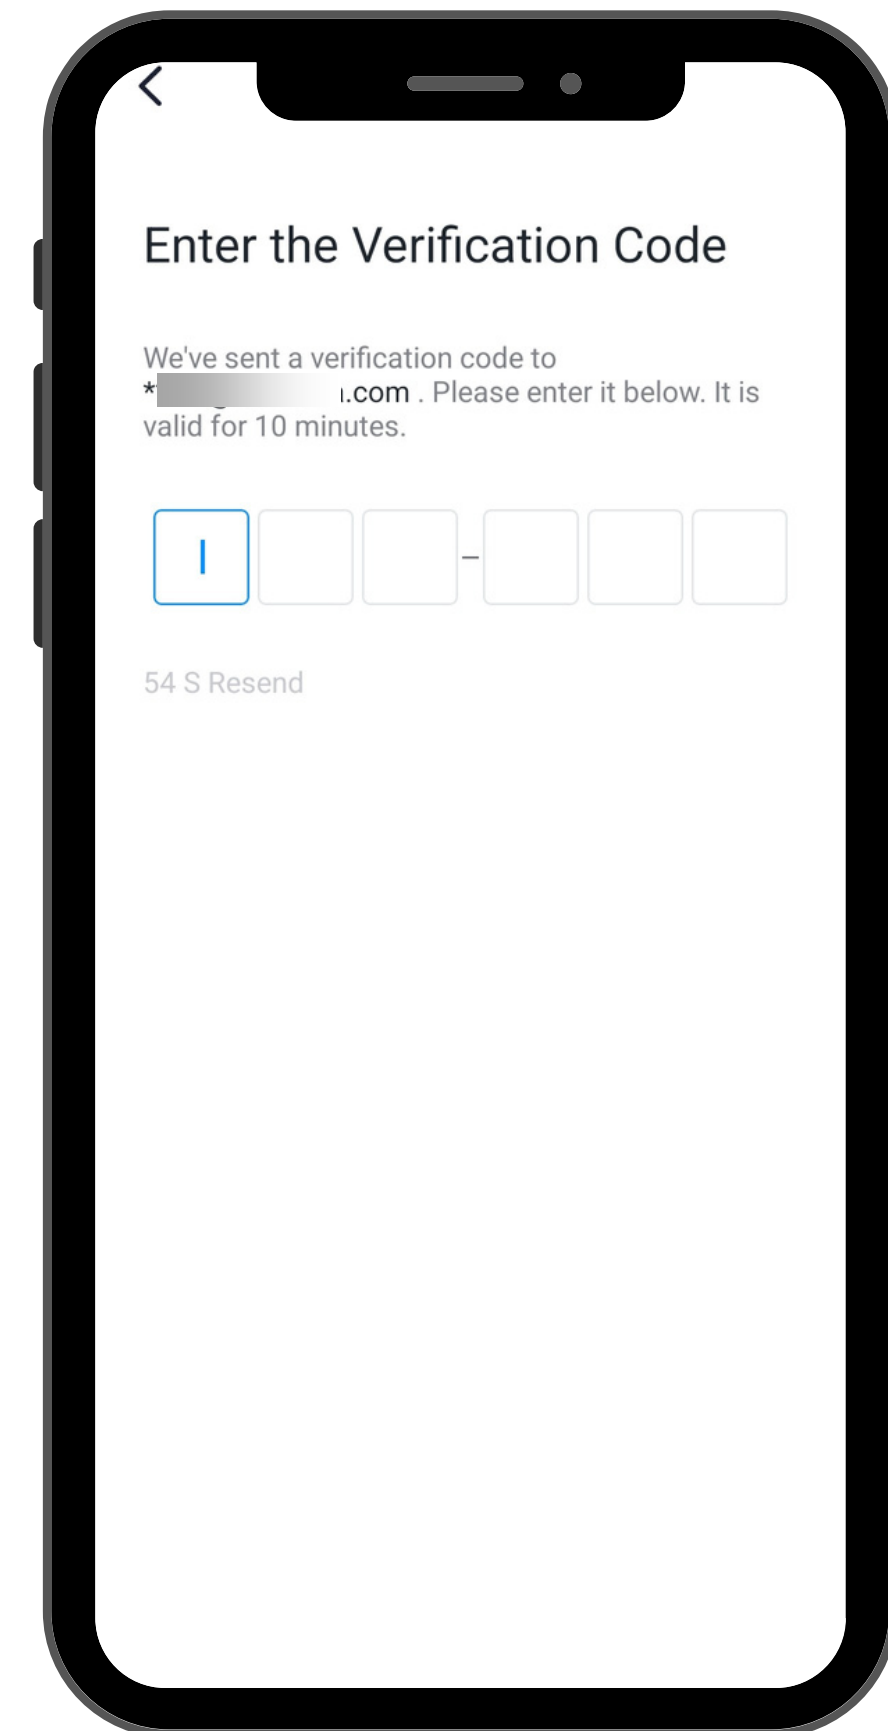 Enter the Verification Code
We've sent a verification code to
.com . Please enter it below. It is
valid for 10 minutes.
–
54 S Resend